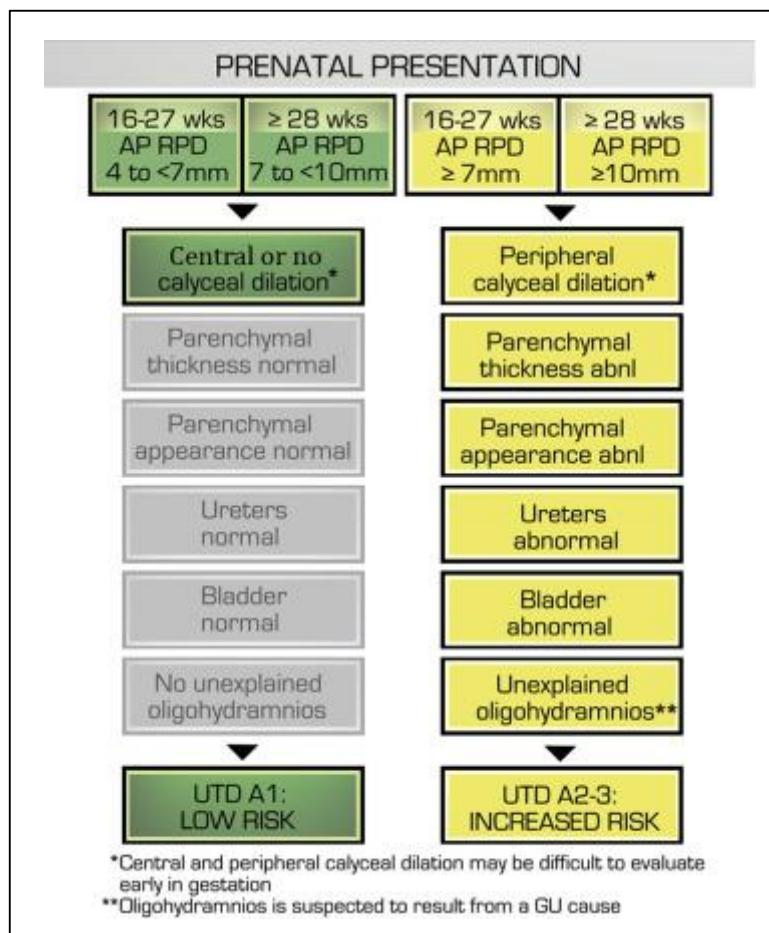 PRENATAL PRESENTATION
16-27 wks
AP RPD
4 to <7mm
≥ 28 wks
AP RPD
7 to <10mm
16-27 wks
AP RPD
≥ 7mm
≥ 28 wks
AP RPD
≥10mm
Central or no
calyceal dilation*
Parenchymal
thickness normal
Parenchymal
appearance normal
Ureters
normal
Bladder
normal
No unexplained
oligohydramnios
UTD A1:
LOW RISK
Peripheral
calyceal dilation*
Parenchymal
thickness abnl
Parenchymal
appearance abnl
Ureters
abnormal
Bladder
abnormal
Unexplained
oligohydramnios**
UTD A2-3:
INCREASED RISK
*Central and peripheral calyceal dilation may be difficult to evaluate
early in gestation
**Oligohydramnios is suspected to result from a GU cause